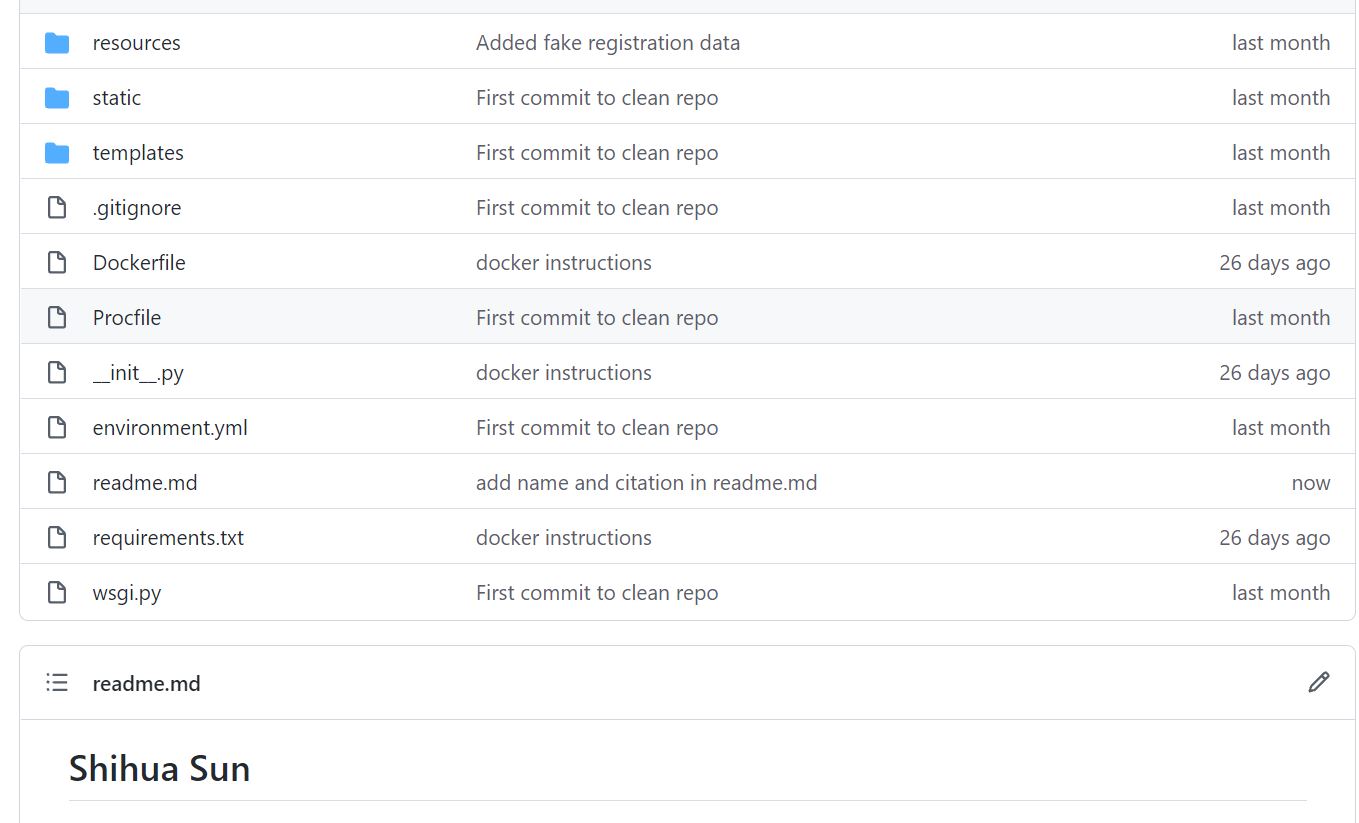 resources Added fake registration data last month
static First commit to clean repo last month
templates First commit to clean repo last month
.gitignore First commit to clean repo last month
Dockerfile docker instructions 26 days ago
Procfile First commit to clean repo last month
__init__.py docker instructions 26 days ago
environment.yml First commit to clean repo last month
readme.md add name and citation in readme.md now
requirements.txt docker instructions 26 days ago
wsgi.py First commit to clean repo last month
readme.md
Shihua Sun